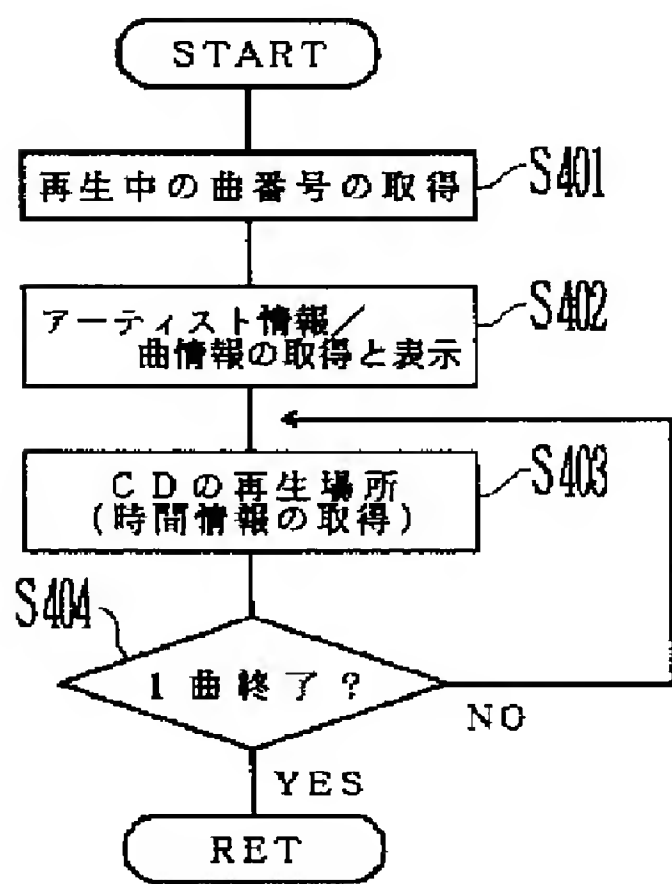 START
再生中の曲番号の取得
S401
アーティスト情報／
曲情報の取得と表示
S402
CDの再生場所
(時間情報の取得)
S403
S404
1曲終了?
NO
YES
RET